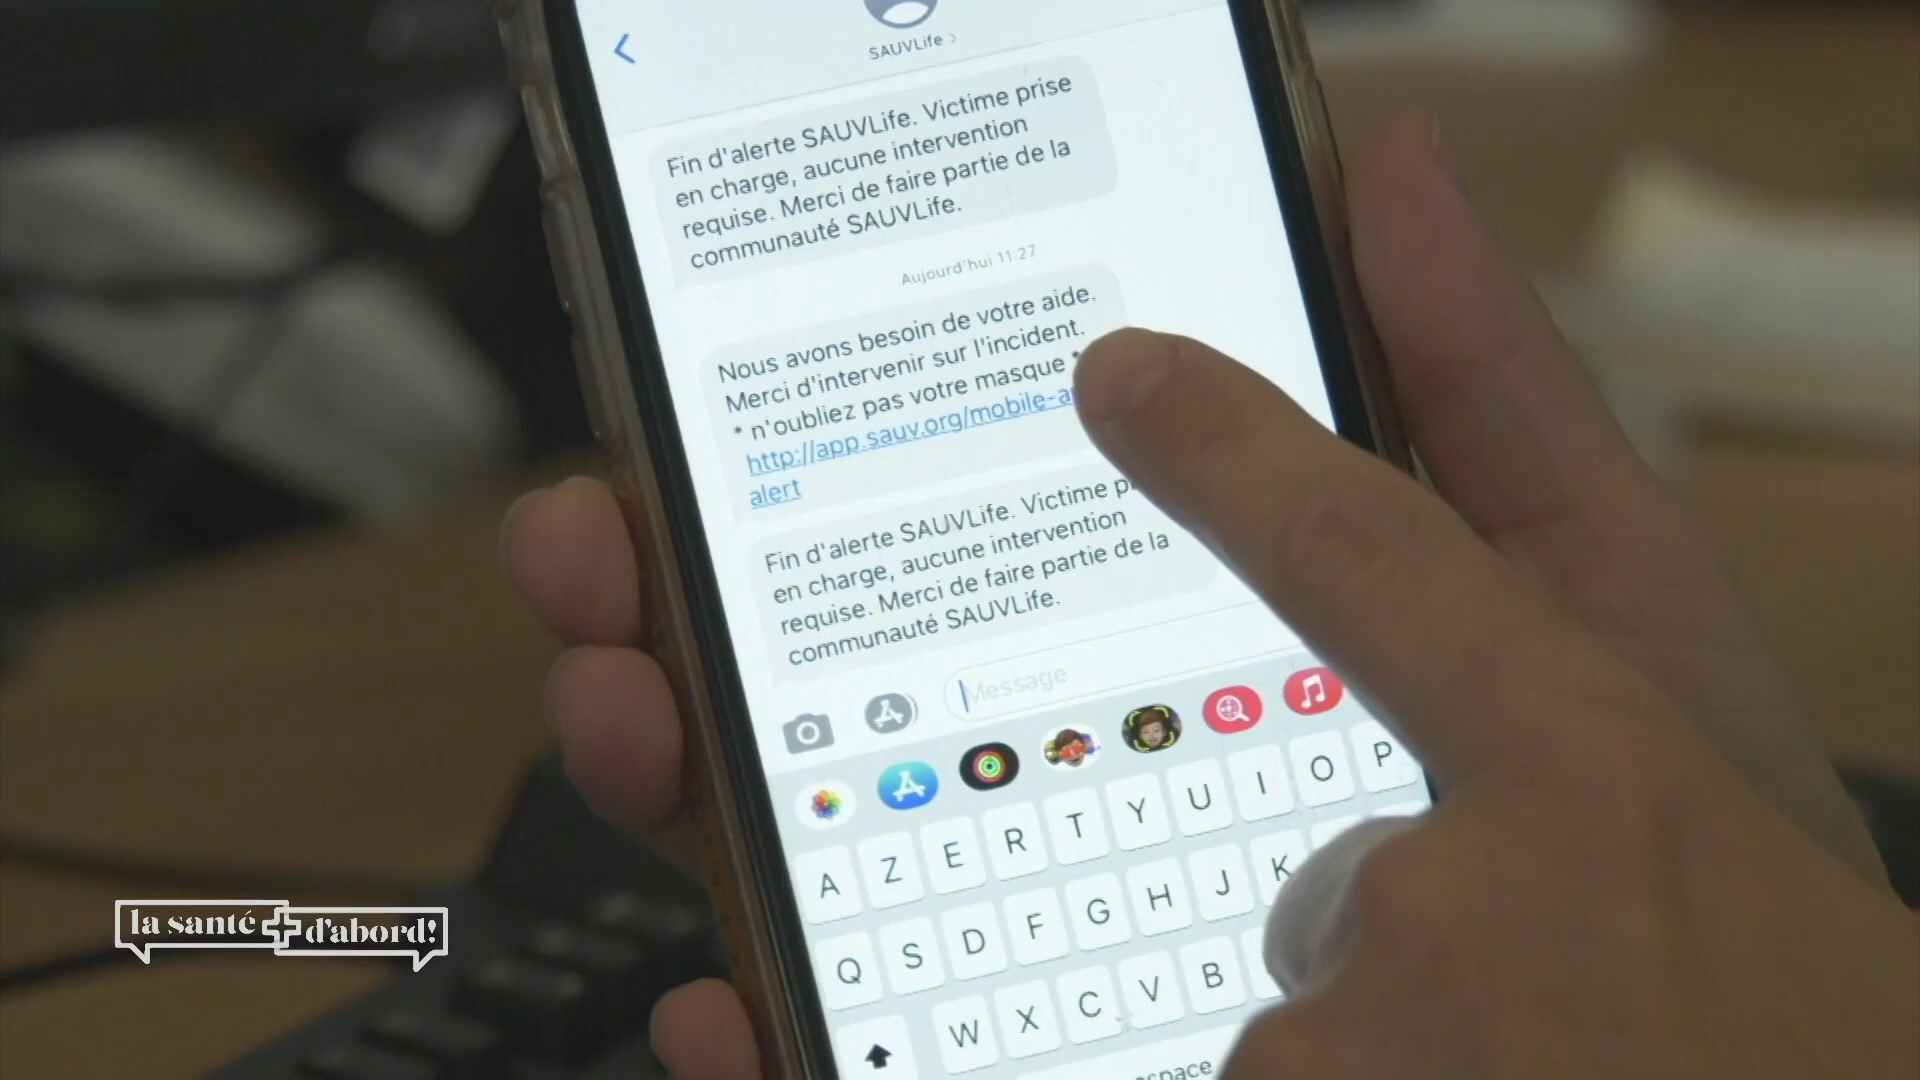 SAUVLife >
Fin d'alerte SAUVLife. Victime prise
en charge, aucune intervention
requise. Merci de faire partie de la
communauté SAUVLife.
Aujourd'hui 11:27
Nous avons besoin de votre aide.
Merci d'intervenir sur l'incident.
* n'oubliez pas votre masque *
http://app.sauv.org/mobile-a
alert
Fin d'alerte SAUVLife. Victime
en charge, aucune intervention
requise. Merci de faire partie de la
communauté SAUVLife.
Message
A Z E R T Y U I O P
Q S D F G H J K
W X C V B
space
la santé d'abord!